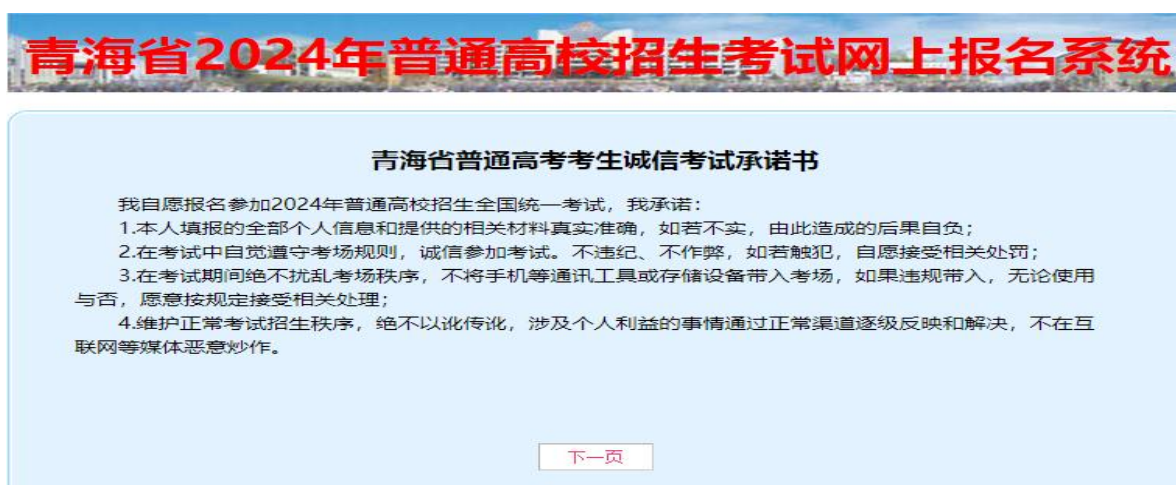 青海省2024年普通高校招生考试网上报名系统
青海省普通高考考生诚信考试承诺书
我自愿报名参加2024年普通高校招生全国统一考试，我承诺：
1.本人填报的全部个人信息和提供的相关材料真实准确，如若不实，由此造成的后果自负；
2.在考试中自觉遵守考场规则，诚信参加考试。不违纪、不作弊，如若触犯，自愿接受相关处罚；
3.在考试期间绝不扰乱考场秩序，不将手机等通讯工具或存储设备带入考场，如果违规带入，无论使用
与否，愿意按规定接受相关处理；
4.维护正常考试招生秩序，绝不以讹传讹，涉及个人利益的事情通过正常渠道逐级反映和解决，不在互
联网等媒体恶意炒作。
下一页